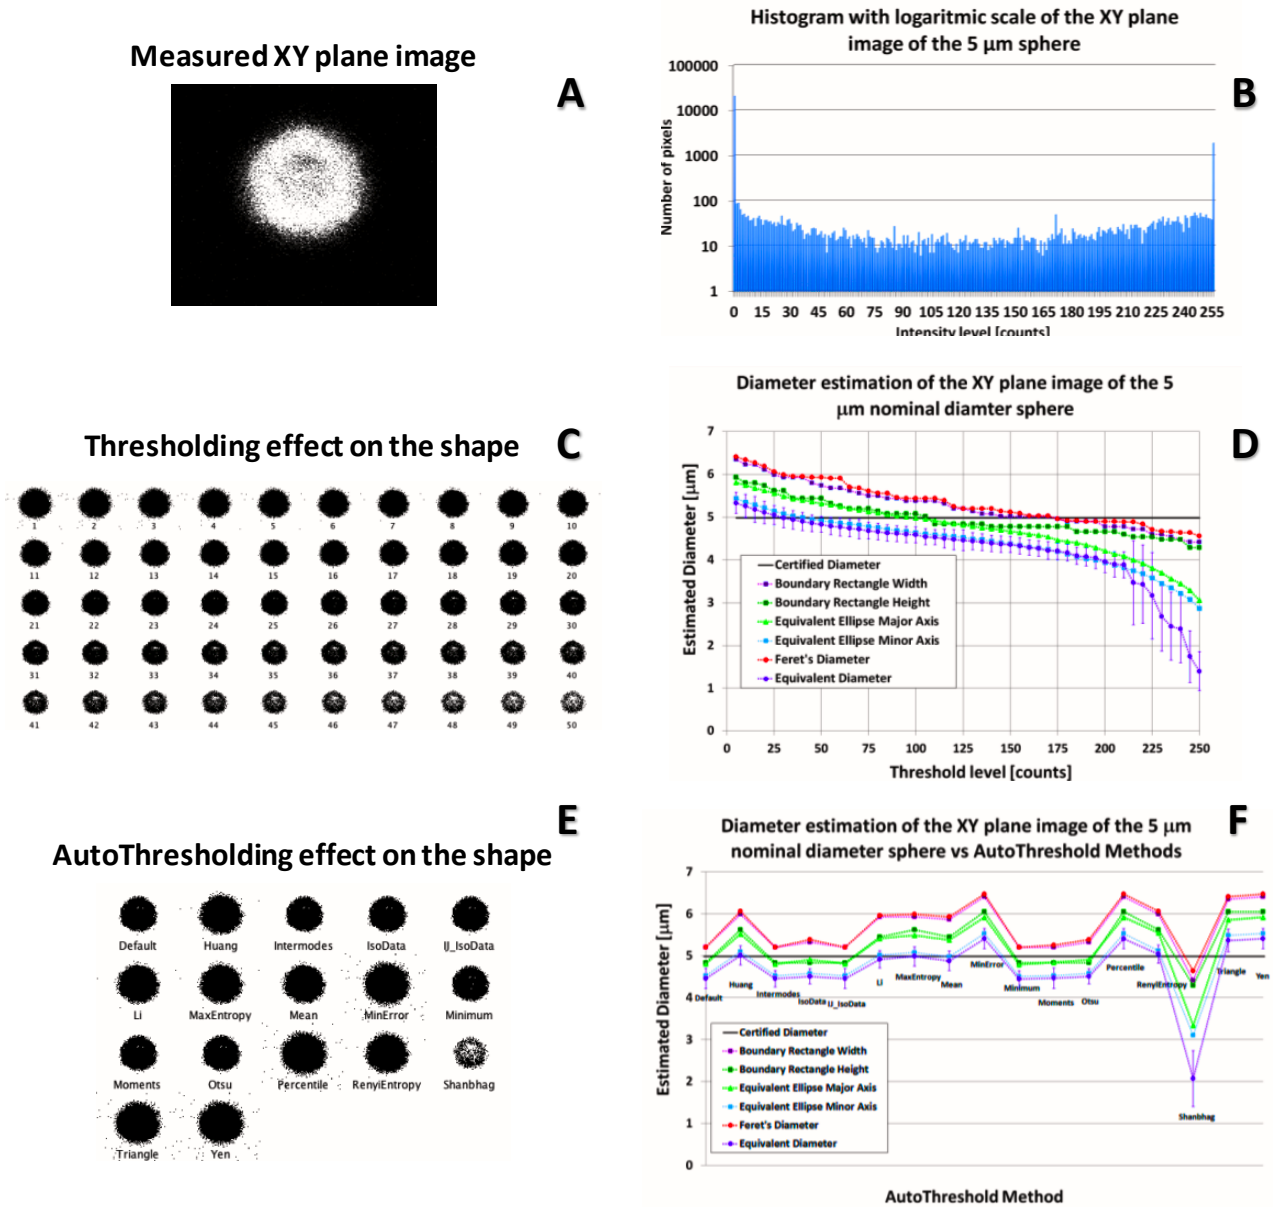 Measured XY plane image
A
Histogram with logaritmic scale of the XY plane
image of the 5 µm sphere
B
Number of pixels
100000
10000
1000
100
10
1
0 15 30 45 60 75 90 105 120 135 145 165 180 195 210 225 240 255
Intensity level [counts]
Thresholding effect on the shape
C
1 2 3 4 5 6 7 8 9 10
11 12 13 14 15 16 17 18 19 20
21 22 23 24 25 26 27 28 29 30
31 32 33 34 35 36 37 38 39 40
41 42 43 44 45 46 47 48 49 50
Diameter estimation of the XY plane image of the 5
µm nominal diamter sphere
D
Estimated Diameter [µm]
7
6
5
4
3
2
1
0
Certified Diameter
Boundary Rectangle Width
Boundary Rectangle Height
Equivalent Ellipse Major Axis
Equivalent Ellipse Minor Axis
Feret's Diameter
Equivalent Diameter
0 25 50 75 100 125 150 175 200 225 250
Threshold level [counts]
E
AutoThresholding effect on the shape
Default Huang Intermodes IsoData IJ_IsoData
Li MaxEntropy Mean MinError Minimum
Moments Otsu Percentile RenyiEntropy Shanbhag
Triangle Yen
Diameter estimation of the XY plane image of the 5 µm
nominal diameter sphere vs AutoThreshold Methods
F
Estimated Diameter [µm]
7
6
5
4
3
2
1
0
Default
Huang
Intermodes
IsoData
IJ_IsoData
Li
MaxEntropy
Mean
MinError
Minimum
Moments
Otsu
Percentile
RenyiEntropy
Shanbhag
Triangle
Yen
Certified Diameter
Boundary Rectangle Width
Boundary Rectangle Height
Equivalent Ellipse Major Axis
Equivalent Ellipse Minor Axis
Feret's Diameter
Equivalent Diameter
AutoThreshold Method